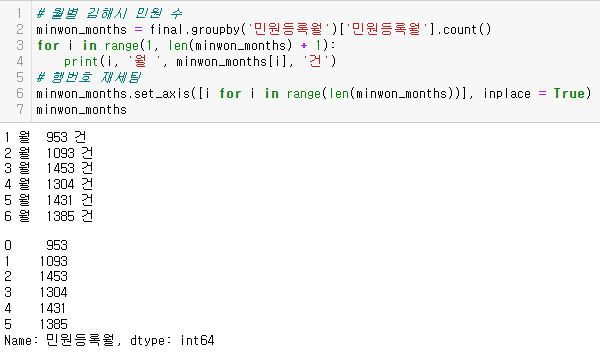 1 # 월별 김해시 민원 수
2 minwon_months = final.groupby('민원등록월')['민원등록월'].count()
3 for i in range(1, len(minwon_months) + 1):
4     print(i, '월 ', minwon_months[i], '건')
5 # 행번호 재세팅
6 minwon_months.set_axis([i for i in range(len(minwon_months))], inplace = True)
7 minwon_months
1 월  953 건
2 월  1093 건
3 월  1453 건
4 월  1304 건
5 월  1431 건
6 월  1385 건
0     953
1    1093
2    1453
3    1304
4    1431
5    1385
Name: 민원등록월, dtype: int64